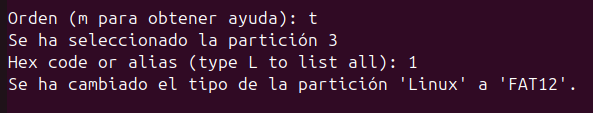 Orden (m para obtener ayuda): t
Se ha seleccionado la partición 3
Hex code or alias (type L to list all): 1
Se ha cambiado el tipo de la partición 'Linux' a 'FAT12'.